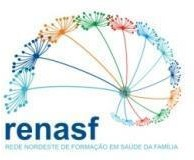 renasf
REDE NORDESTE DE FORMAÇÃO EM SAÚDE DA FAMÍLIA